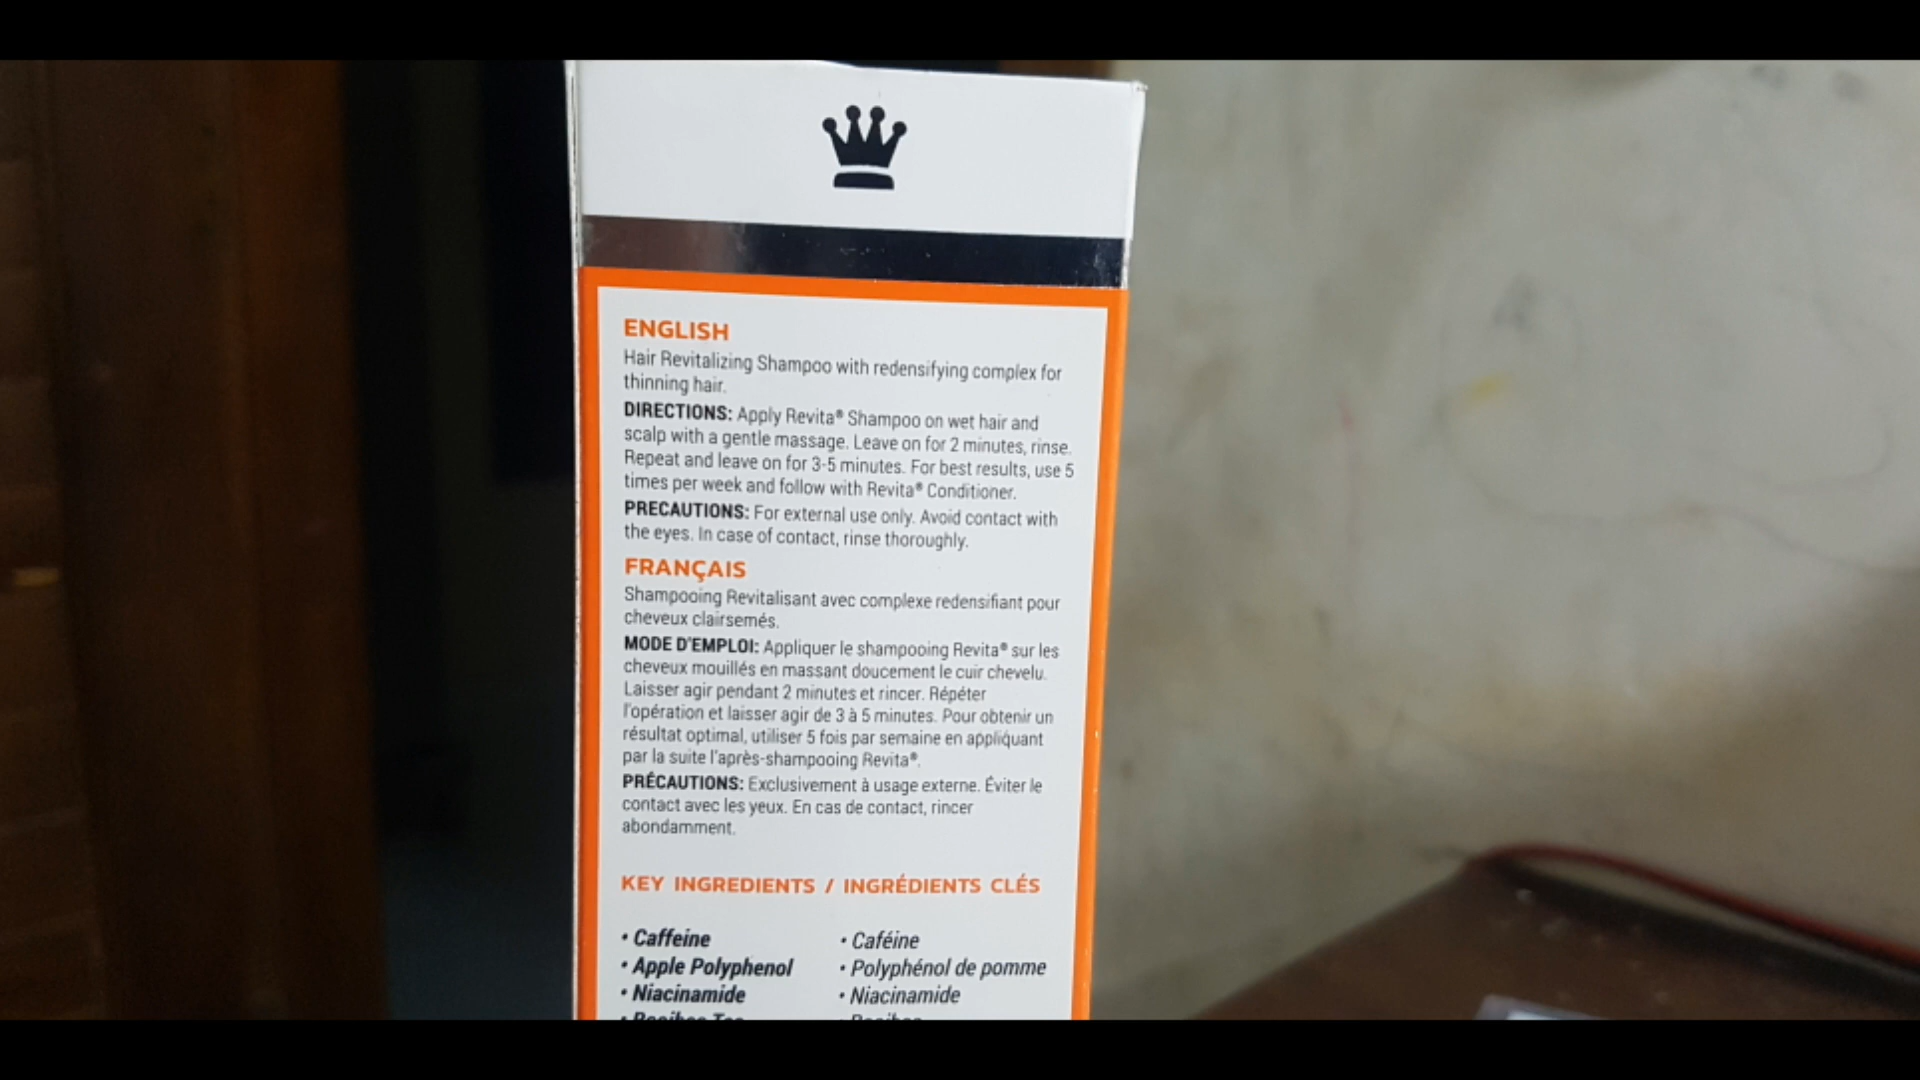 ENGLISH
Hair Revitalizing Shampoo with redensifying complex for
thinning hair.
DIRECTIONS: Apply Revita® Shampoo on wet hair and
scalp with a gentle massage. Leave on for 2 minutes, rinse.
Repeat and leave on for 3-5 minutes. For best results, use 5
times per week and follow with Revita® Conditioner.
PRECAUTIONS: For external use only. Avoid contact with
the eyes. In case of contact, rinse thoroughly.
FRANÇAIS
Shampooing Revitalisant avec complexe redensifiant pour
cheveux clairsemés.
MODE D'EMPLOI: Appliquer le shampooing Revita® sur les
cheveux mouillés en massant doucement le cuir chevelu.
Laisser agir pendant 2 minutes et rincer. Répéter
l'opération et laisser agir de 3 à 5 minutes. Pour obtenir un
résultat optimal, utiliser 5 fois par semaine en appliquant
par la suite l'après-shampooing Revita®.
PRÉCAUTIONS: Exclusivement à usage externe. Éviter le
contact avec les yeux. En cas de contact, rincer
abondamment.
KEY INGREDIENTS / INGRÉDIENTS CLÉS
• Caffeine
• Apple Polyphenol
• Niacinamide
• Caféine
• Polyphénol de pomme
• Niacinamide